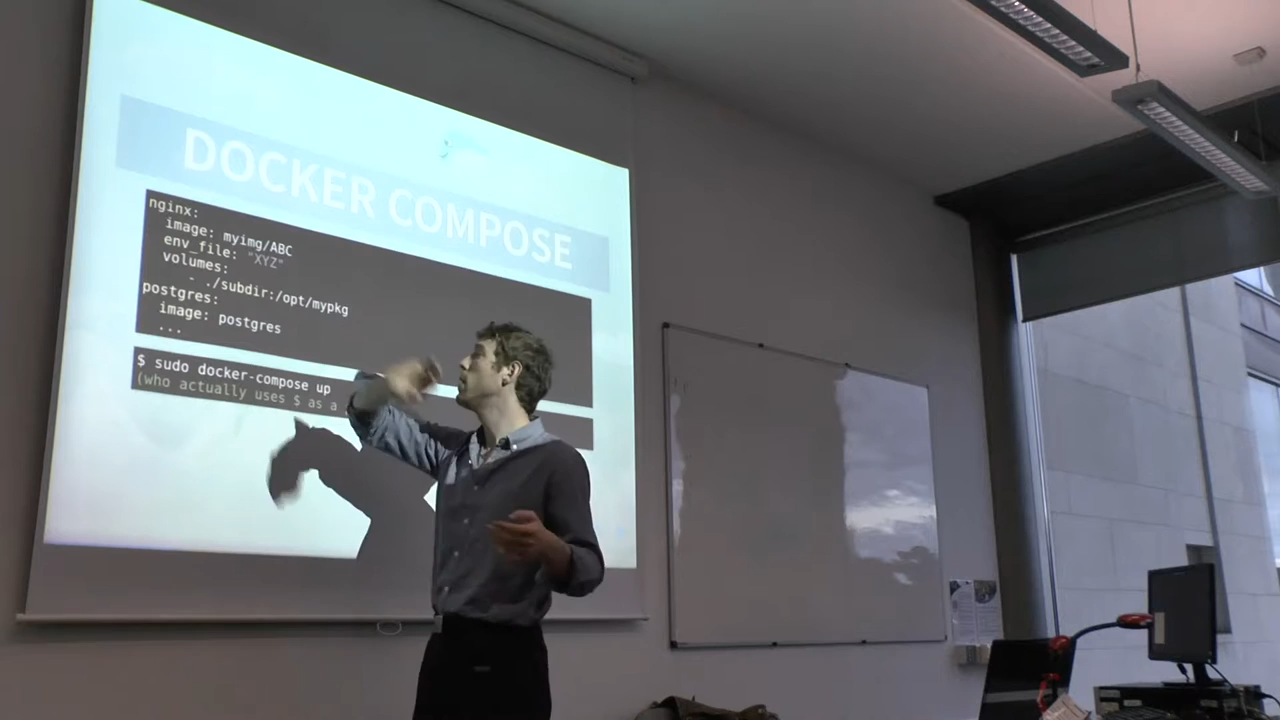 DOCKER COMPOSE
nginx:
image: myimg/ABC
env_file: "XYZ"
volumes:
- ./subdir:/opt/mypkg
postgres:
image: postgres
...
$ sudo docker-compose up
(who actually uses $ as a